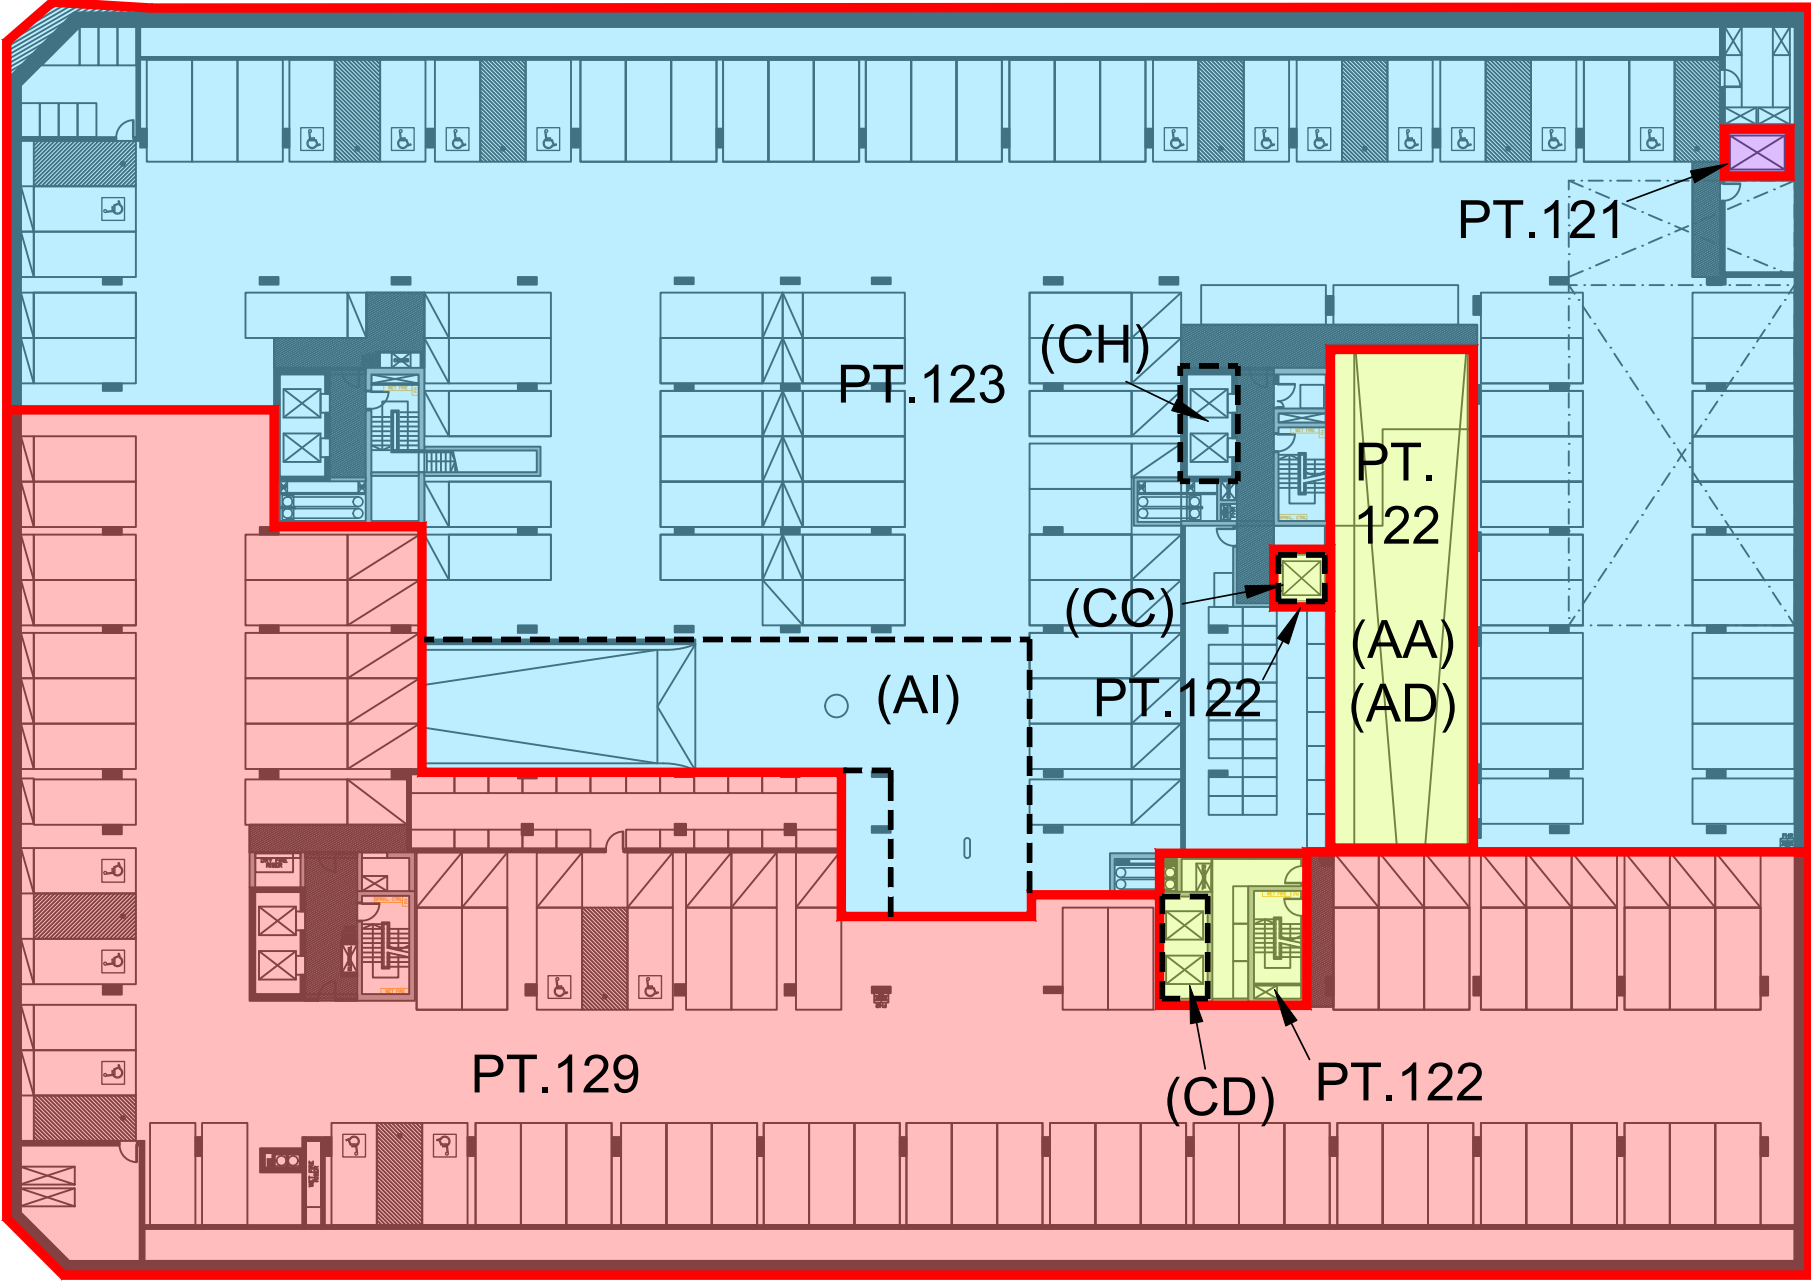 PT.121
(CH)
PT.123
PT.
122
(CC)
(AA)
(AI)
PT.122
(AD)
PT.129
PT.122
(CD)